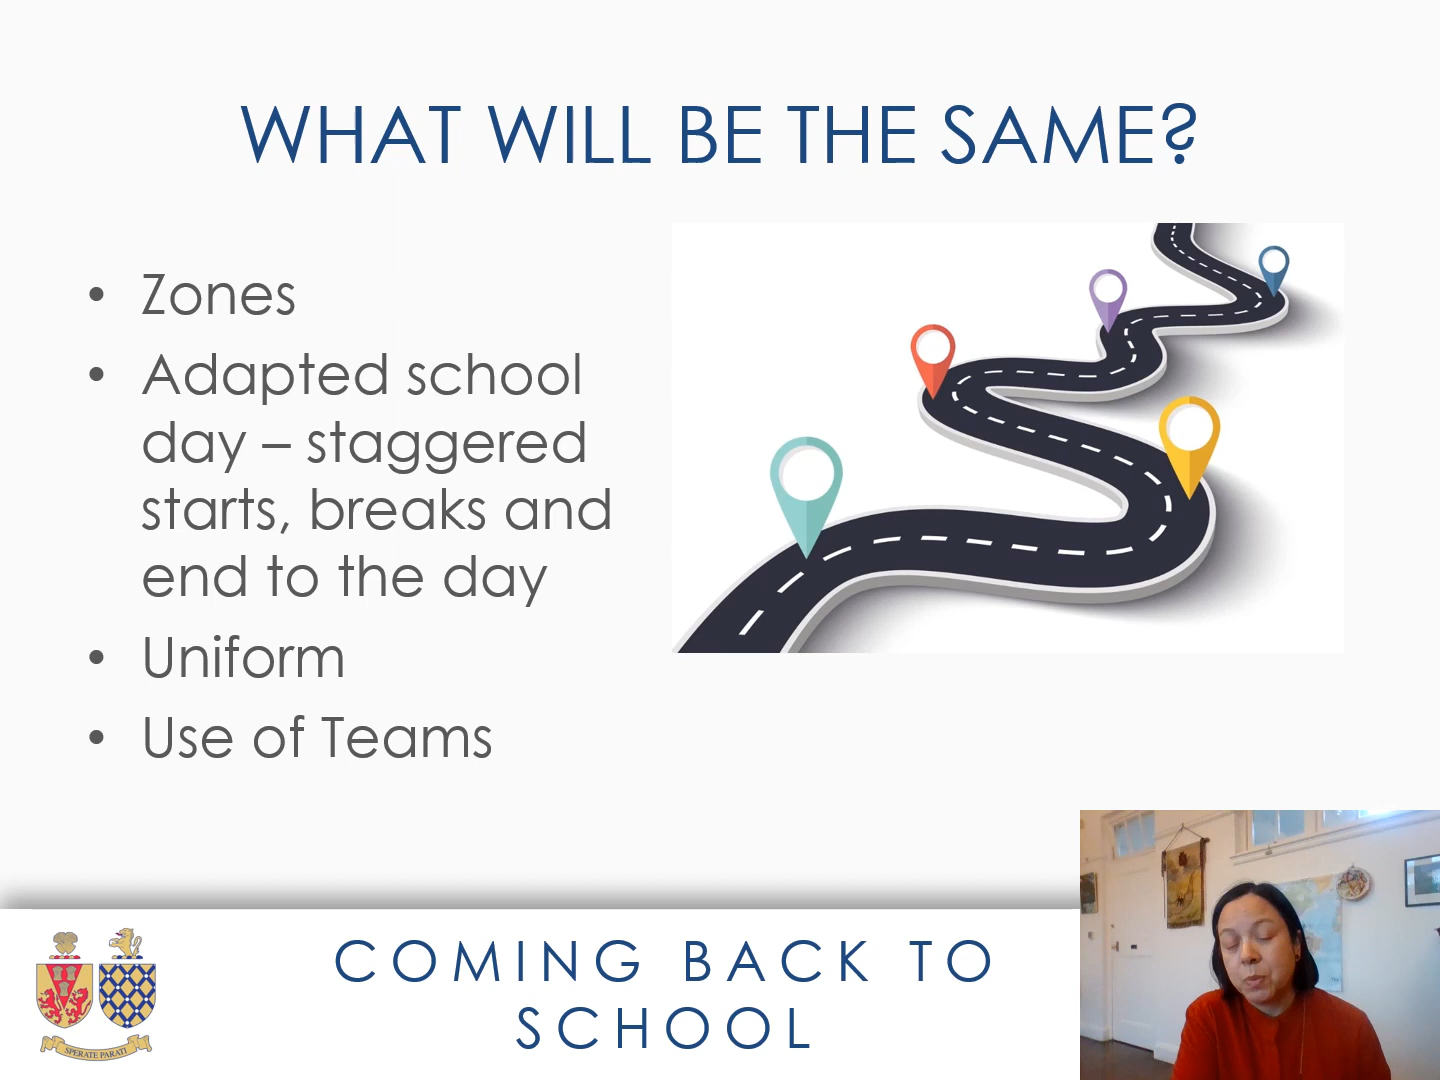 WHAT WILL BE THE SAME?
• Zones
• Adapted school
day – staggered
starts, breaks and
end to the day
• Uniform
• Use of Teams
COMING BACK TO
SCHOOL
SPERATE PARATI